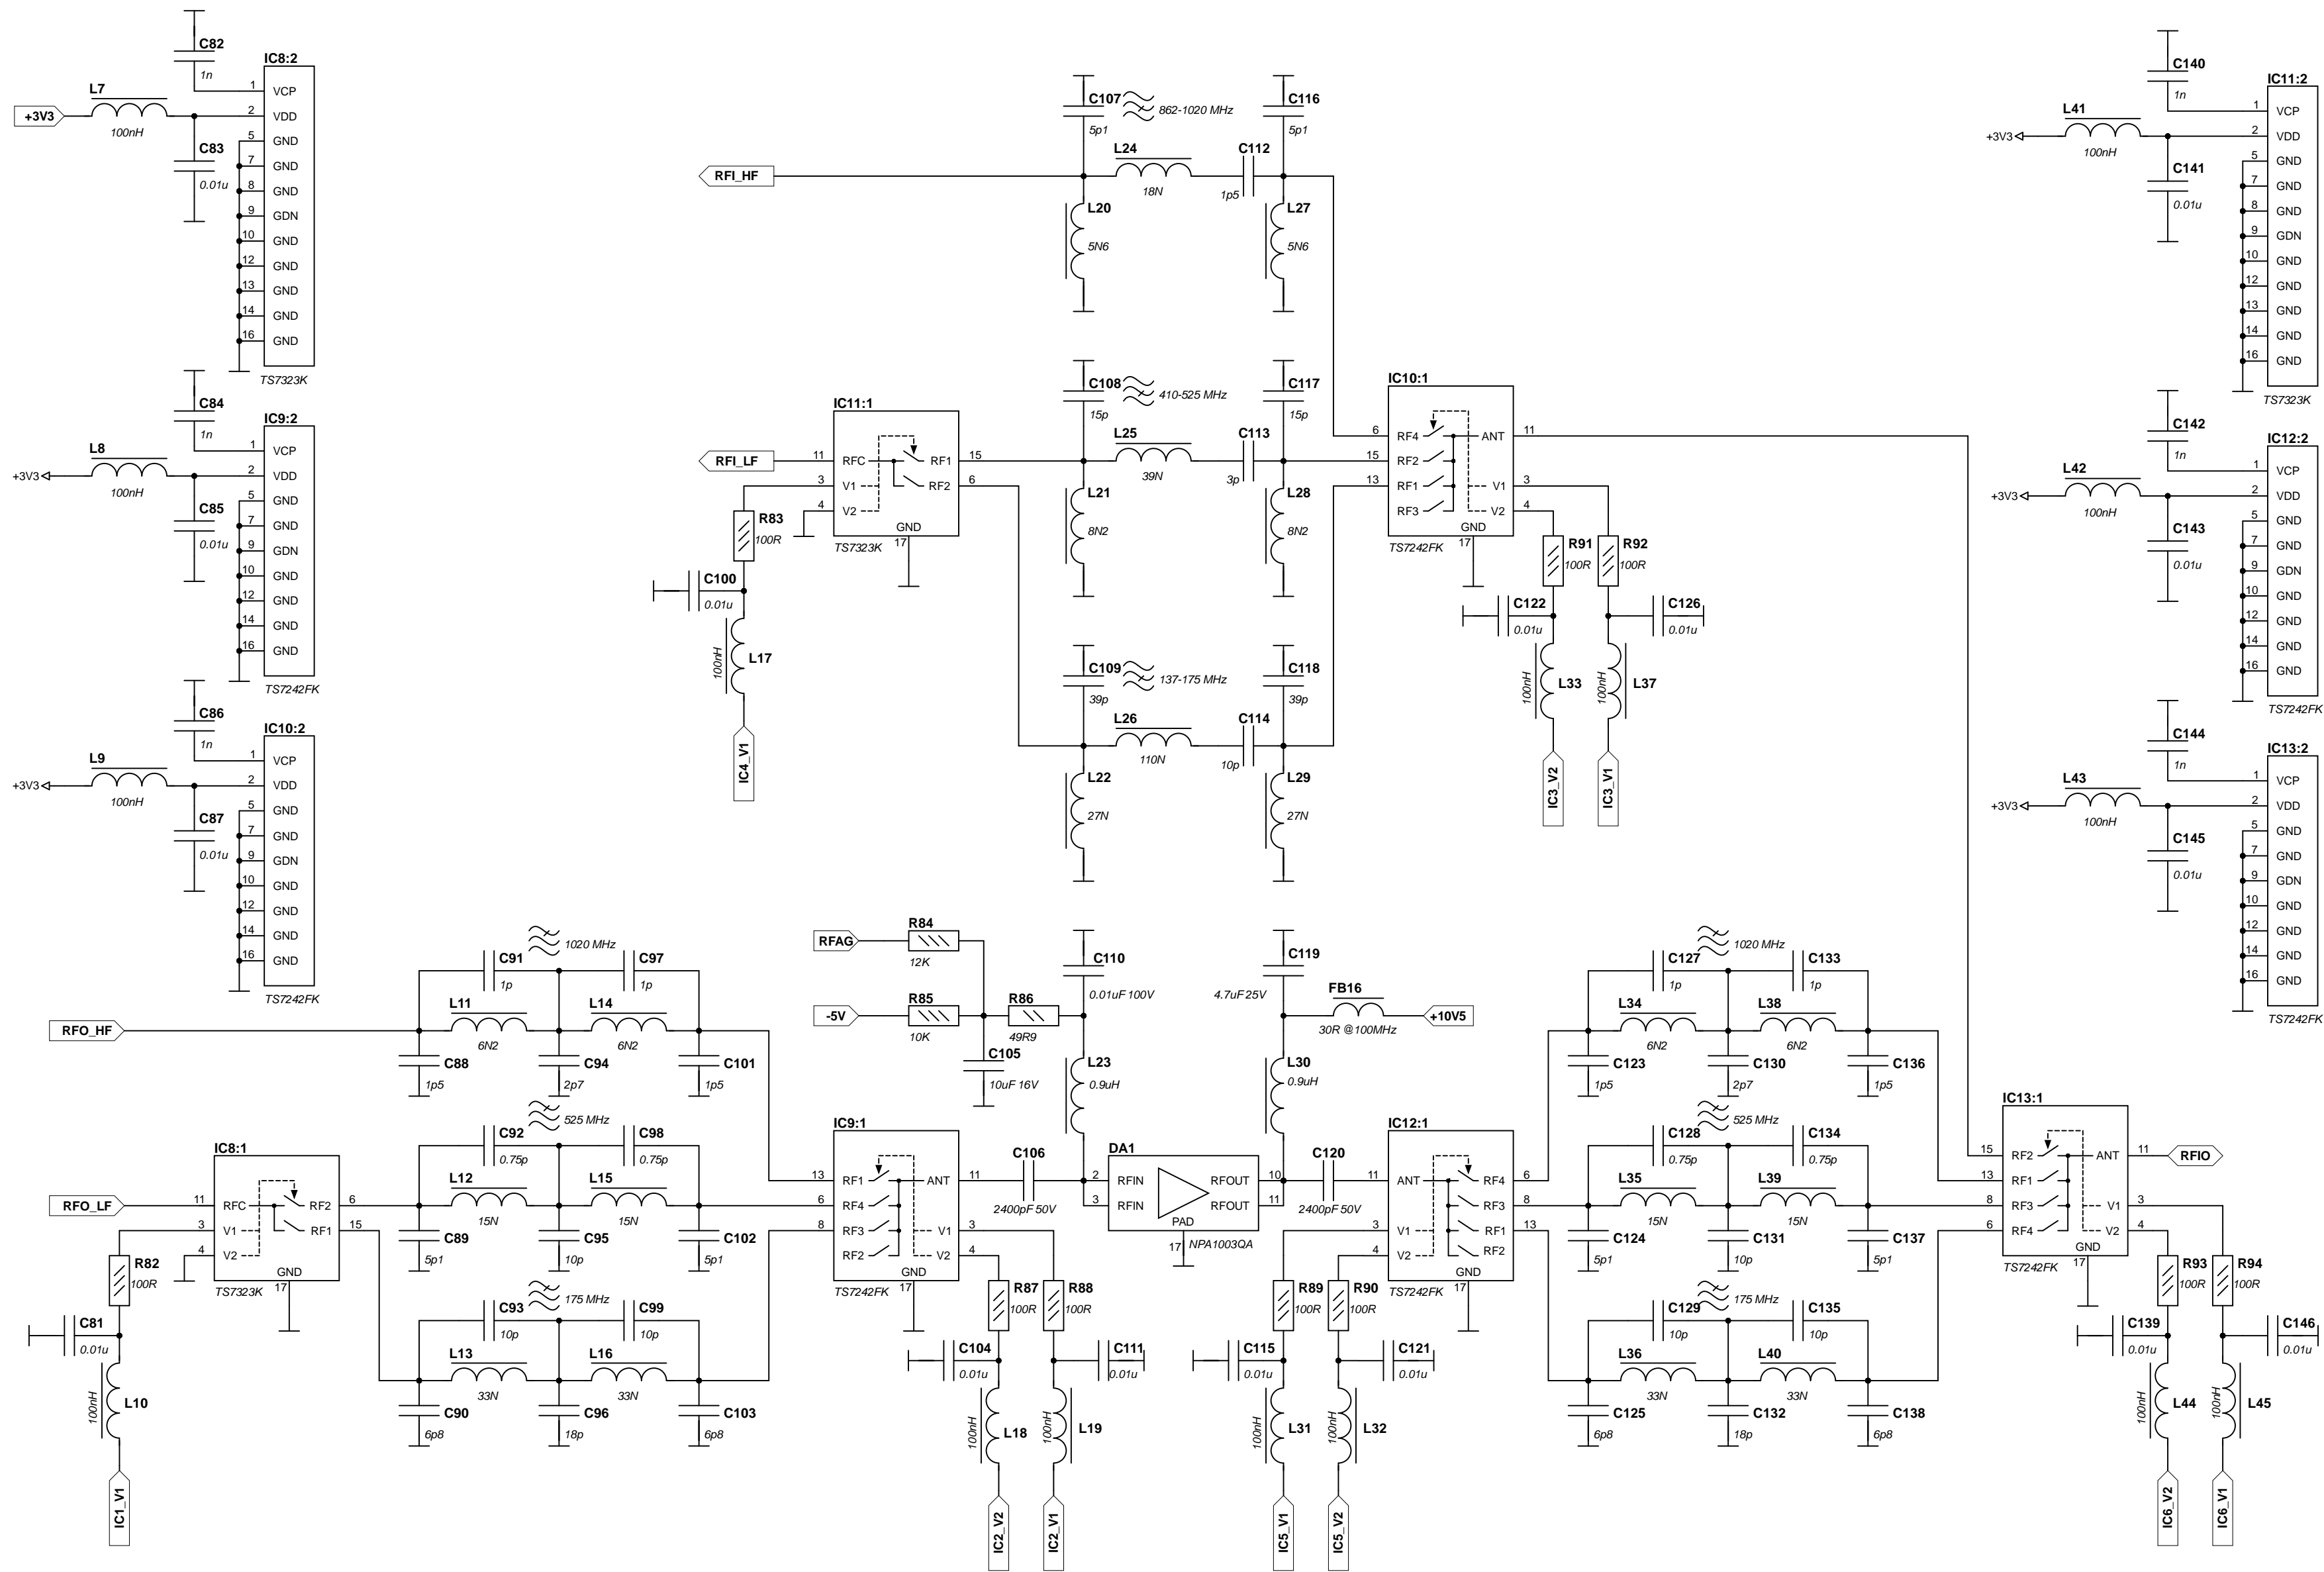 C82
1n
IC8:2
1 VCP
L7
+3V3
100nH
2 VDD
5 GND
C83
0.01u
7 GND
8 GND
9 GDN
10 GND
12 GND
13 GND
14 GND
16 GND
TS7323K
C84
1n
IC9:2
1 VCP
L8
+3V3
100nH
2 VDD
5 GND
C85
0.01u
7 GND
9 GDN
10 GND
12 GND
14 GND
16 GND
TS7242FK
C86
1n
IC10:2
1 VCP
L9
+3V3
100nH
2 VDD
5 GND
C87
0.01u
7 GND
9 GDN
10 GND
12 GND
14 GND
16 GND
TS7242FK
C107
5p1
862-1020 MHz
C116
5p1
RFI_HF
L24
18N
C112
1p5
L20
5N6
L27
5N6
C108
15p
410-525 MHz
C117
15p
IC11:1
RFI_LF
11 RFC RF1 15
3 V1 RF2 6
4 V2
GND
17
TS7323K
R83
100R
C100
0.01u
L17
100nH
IC4_V1
L25
39N
C113
3p
L21
8N2
L28
8N2
C109
39p
137-175 MHz
C118
39p
L26
110N
C114
10p
L22
27N
L29
27N
IC10:1
6 RF4 ANT 11
15 RF2
13 RF1 V1 3
RF3 V2 4
GND
17
TS7242FK
R91
100R
R92
100R
C122
0.01u
C126
0.01u
L33
100nH
L37
100nH
IC3_V2
IC3_V1
C140
1n
IC11:2
1 VCP
L41
+3V3
100nH
2 VDD
5 GND
C141
0.01u
7 GND
8 GND
9 GDN
10 GND
12 GND
13 GND
14 GND
16 GND
TS7323K
C142
1n
IC12:2
1 VCP
L42
+3V3
100nH
2 VDD
5 GND
C143
0.01u
7 GND
9 GDN
10 GND
12 GND
14 GND
16 GND
TS7242FK
C144
1n
IC13:2
1 VCP
L43
+3V3
100nH
2 VDD
5 GND
C145
0.01u
7 GND
9 GDN
10 GND
12 GND
14 GND
16 GND
TS7242FK
RFO_HF
C91
1p
1020 MHz
C97
1p
L11
6N2
L14
6N2
C88
1p5
C94
2p7
C101
1p5
C92
0.75p
525 MHz
C98
0.75p
L12
15N
L15
15N
C89
5p1
C95
10p
C102
5p1
C93
10p
175 MHz
C99
10p
L13
33N
L16
33N
C90
6p8
C96
18p
C103
6p8
IC8:1
RFO_LF
11 RFC RF2 6
3 V1 RF1 15
4 V2
GND
17
TS7323K
R82
100R
C81
0.01u
L10
100nH
IC1_V1
RFAG
R84
12K
-5V
R85
10K
R86
49R9
C105
10uF 16V
C110
0.01uF 100V
L23
0.9uH
C119
4.7uF 25V
FB16
30R @100MHz
+10V5
L30
0.9uH
IC9:1
13 RF1 ANT 11
6 RF4
8 RF3 V1 3
RF2 V2 4
GND
17
TS7242FK
C106
2400pF 50V
DA1
2 RFIN RFOUT 10
3 RFIN RFOUT 11
PAD
17
NPA1003QA
C120
2400pF 50V
R87
100R
R88
100R
C104
0.01u
C111
0.01u
L18
100nH
L19
100nH
IC2_V2
IC2_V1
IC12:1
11 ANT RF4 6
RF3 8
3 V1 RF1 13
4 V2 RF2
GND
17
TS7242FK
R89
100R
R90
100R
C115
0.01u
C121
0.01u
L31
100nH
L32
100nH
IC5_V1
IC5_V2
C127
1p
1020 MHz
C133
1p
L34
6N2
L38
6N2
C123
1p5
C130
2p7
C136
1p5
C128
0.75p
525 MHz
C134
0.75p
L35
15N
L39
15N
C124
5p1
C131
10p
C137
5p1
C129
10p
175 MHz
C135
10p
L36
33N
L40
33N
C125
6p8
C132
18p
C138
6p8
IC13:1
15 RF2 ANT 11
RFIO
13 RF1
8 RF3 V1 3
6 RF4 V2 4
GND
17
TS7242FK
R93
100R
R94
100R
C139
0.01u
C146
0.01u
L44
100nH
L45
100nH
IC6_V2
IC6_V1